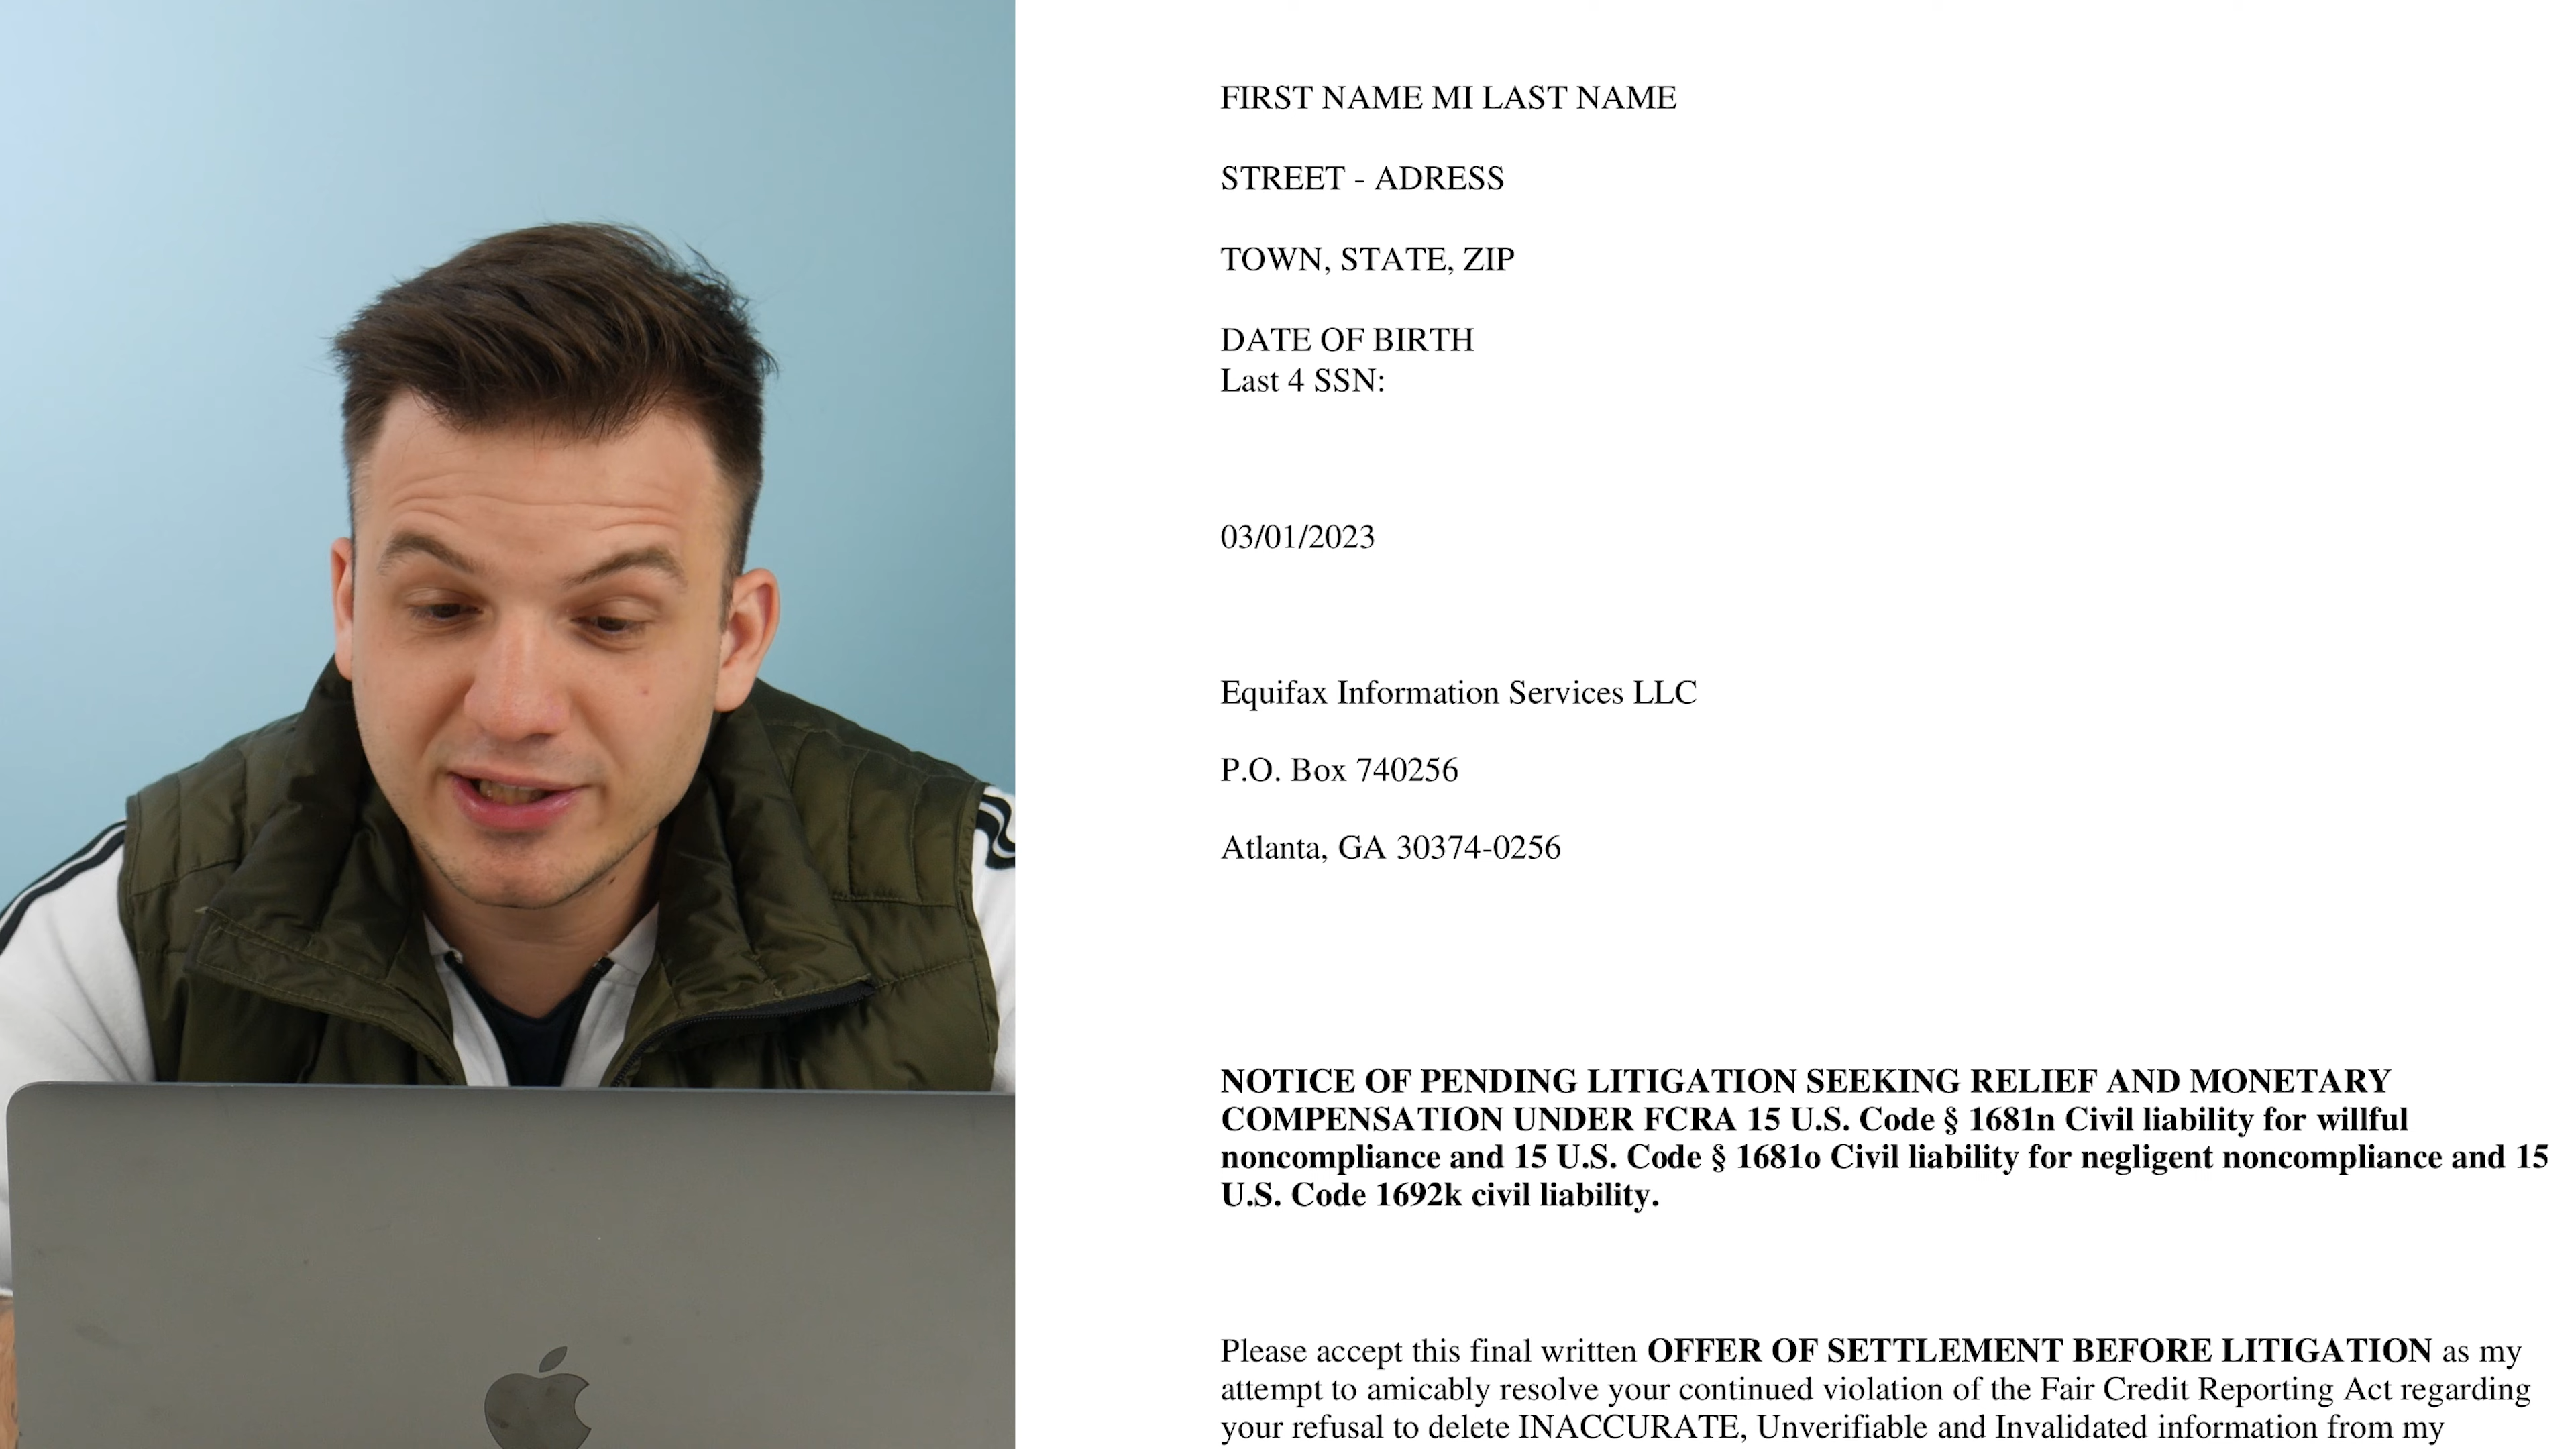 FIRST NAME MI LAST NAME
STREET - ADRESS
TOWN, STATE, ZIP
DATE OF BIRTH
Last 4 SSN:
03/01/2023
Equifax Information Services LLC
P.O. Box 740256
Atlanta, GA 30374-0256
NOTICE OF PENDING LITIGATION SEEKING RELIEF AND MONETARY
COMPENSATION UNDER FCRA 15 U.S. Code § 1681n Civil liability for willful
noncompliance and 15 U.S. Code § 1681o Civil liability for negligent noncompliance and 15
U.S. Code 1692k civil liability.
Please accept this final written OFFER OF SETTLEMENT BEFORE LITIGATION as my
attempt to amicably resolve your continued violation of the Fair Credit Reporting Act regarding
your refusal to delete INACCURATE, Unverifiable and Invalidated information from my